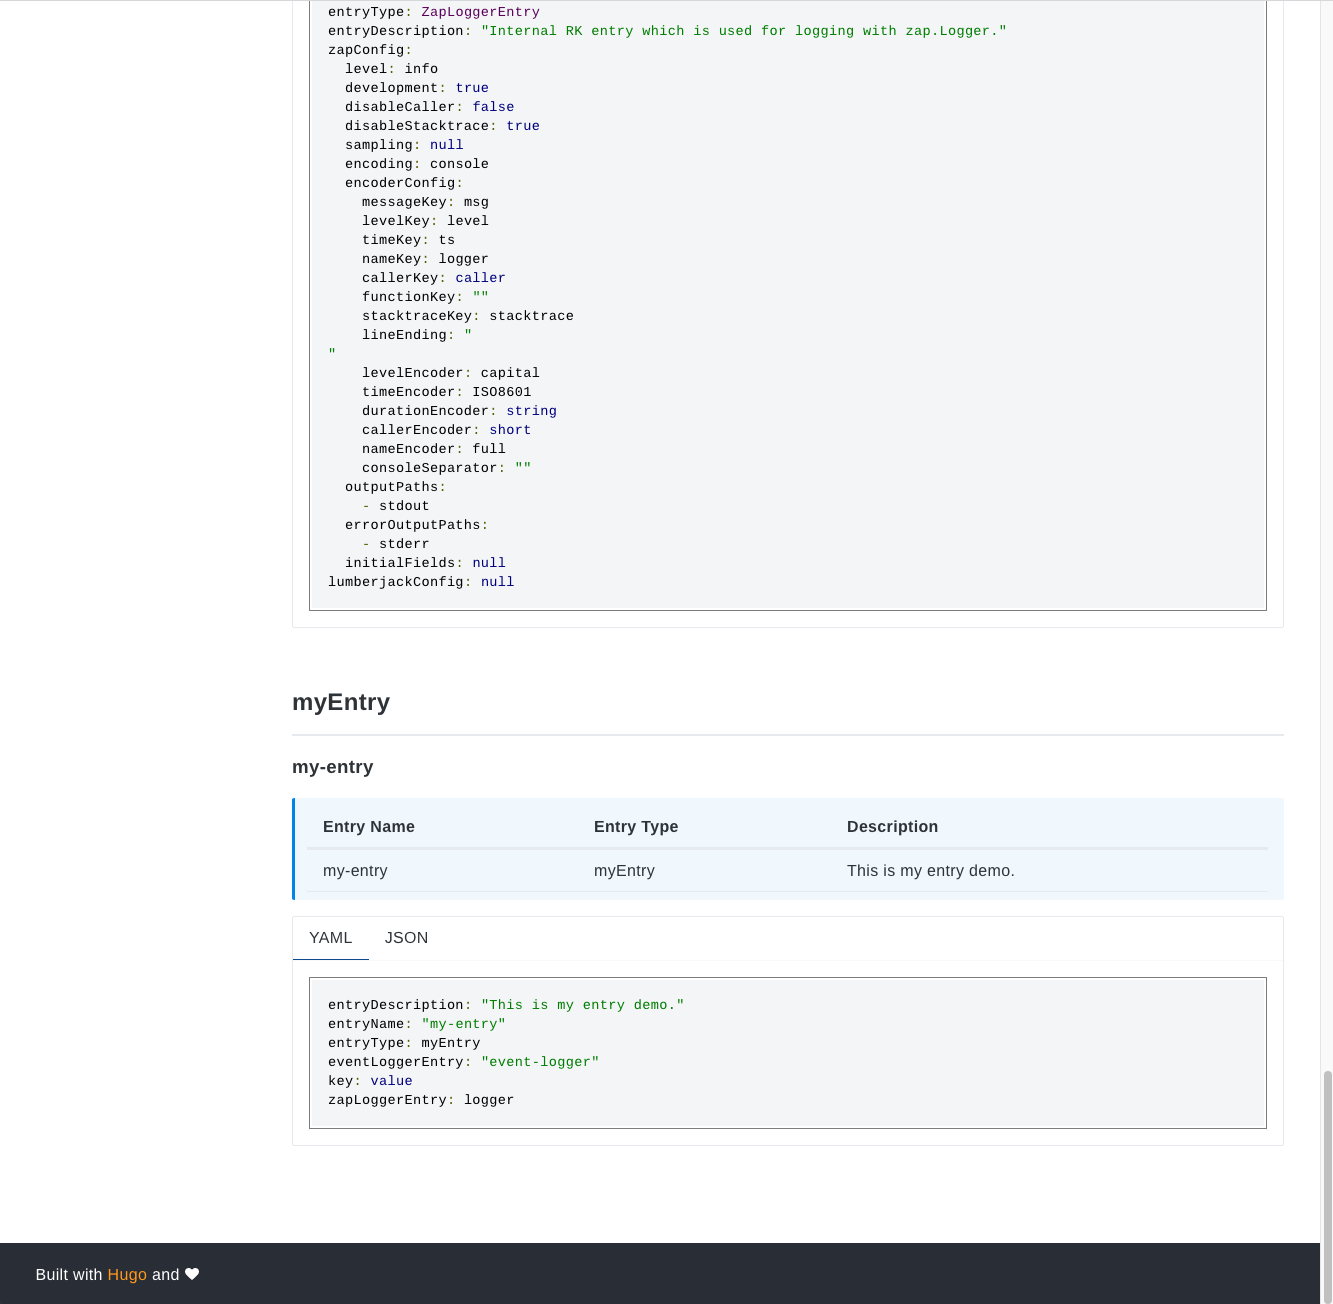 entryType: ZapLoggerEntry
entryDescription: "Internal RK entry which is used for logging with zap.Logger."
zapConfig:
  level: info
  development: true
  disableCaller: false
  disableStacktrace: true
  sampling: null
  encoding: console
  encoderConfig:
    messageKey: msg
    levelKey: level
    timeKey: ts
    nameKey: logger
    callerKey: caller
    functionKey: ""
    stacktraceKey: stacktrace
    lineEnding: "
"
    levelEncoder: capital
    timeEncoder: ISO8601
    durationEncoder: string
    callerEncoder: short
    nameEncoder: full
    consoleSeparator: ""
  outputPaths:
    - stdout
  errorOutputPaths:
    - stderr
  initialFields: null
lumberjackConfig: null
myEntry
my-entry
Entry Name Entry Type Description
my-entry myEntry This is my entry demo.
YAML JSON
entryDescription: "This is my entry demo."
entryName: "my-entry"
entryType: myEntry
eventLoggerEntry: "event-logger"
key: value
zapLoggerEntry: logger
Built with Hugo and ♥